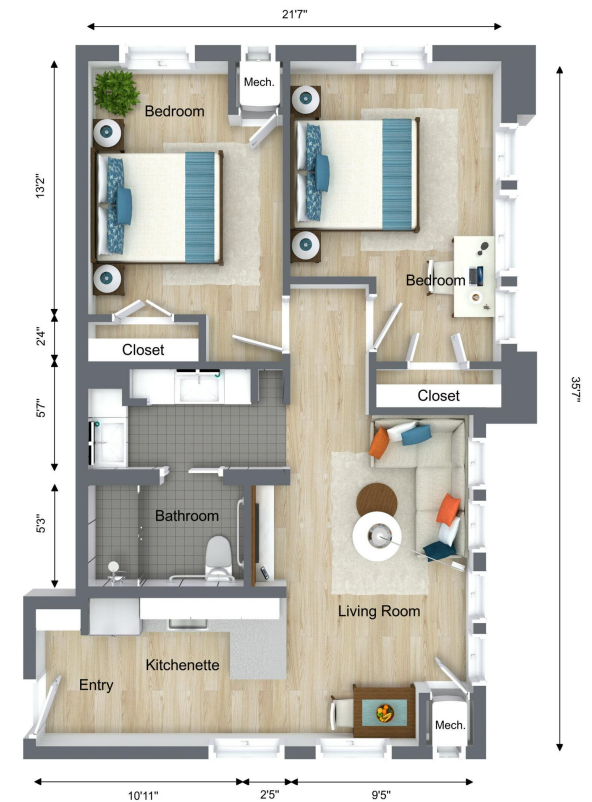 21'7"
Mech.
Bedroom
13'2"
Bedroom
2'4"
Closet
35'7"
Closet
5'7"
Bathroom
5'3"
Living Room
Kitchenette
Entry
Mech.
10'11"
2'5"
9'5"